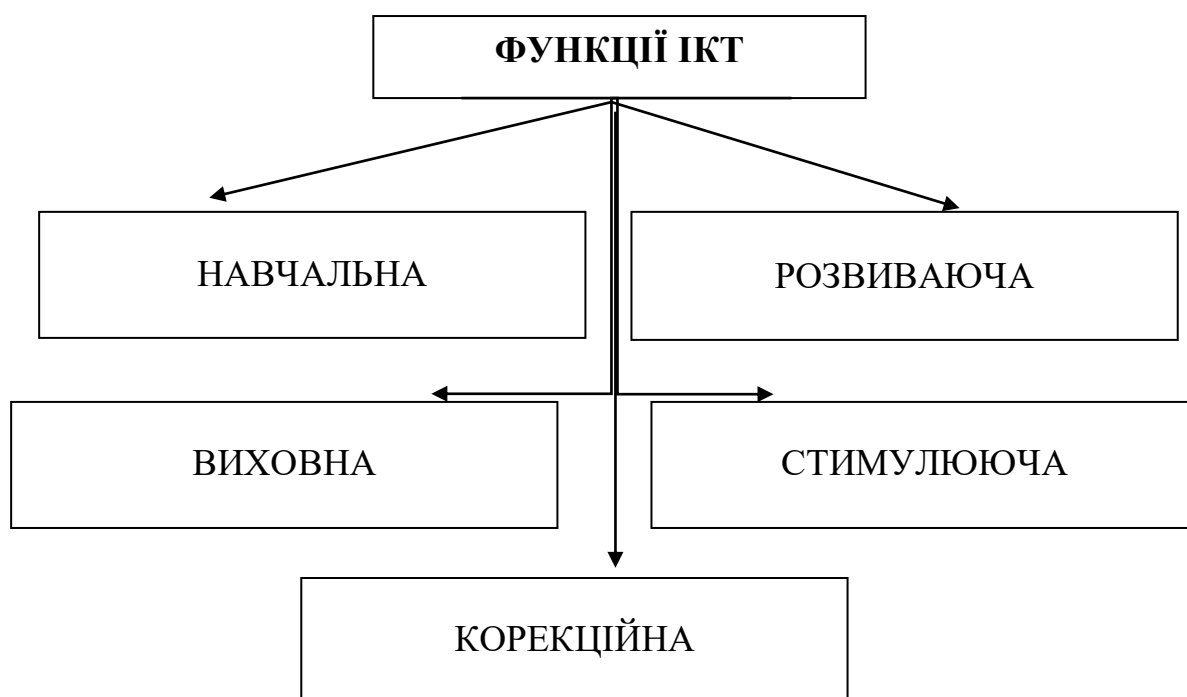 ФУНКЦІЇ ІКТ
НАВЧАЛЬНА
РОЗВИВАЮЧА
ВИХОВНА
СТИМУЛЮЮЧА
КОРЕКЦІЙНА